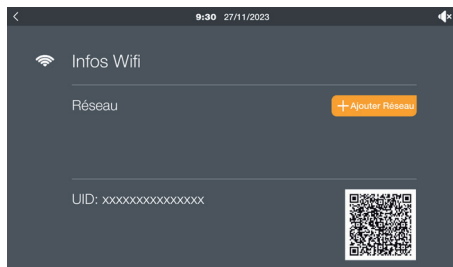 9:30 27/11/2023
Infos Wifi
Réseau
+ Ajouter Réseau
UID: xxxxxxxxxxxxxxx